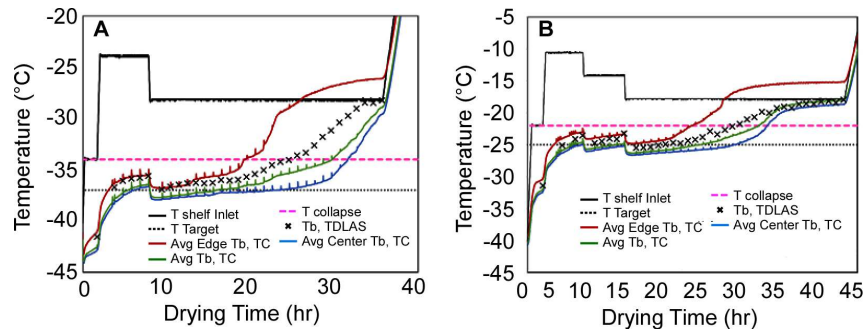 A
Temperature (°C)
-20
-25
-30
-35
-40
-45
T shelf Inlet
T Target
Avg Edge Tb, TC
Avg Tb, TC
T collapse
Tb, TDLAS
Avg Center Tb, TC
0
10
20
30
40
Drying Time (hr)
B
Temperature (°C)
-5
-10
-15
-20
-25
-30
-35
-40
-45
T shelf Inlet
T Target
Avg Edge Tb, TC
Avg Tb, TC
T collapse
Tb, TDLAS
Avg Center Tb, TC
0
5
10
15
20
25
30
35
40
45
Drying Time (hr)